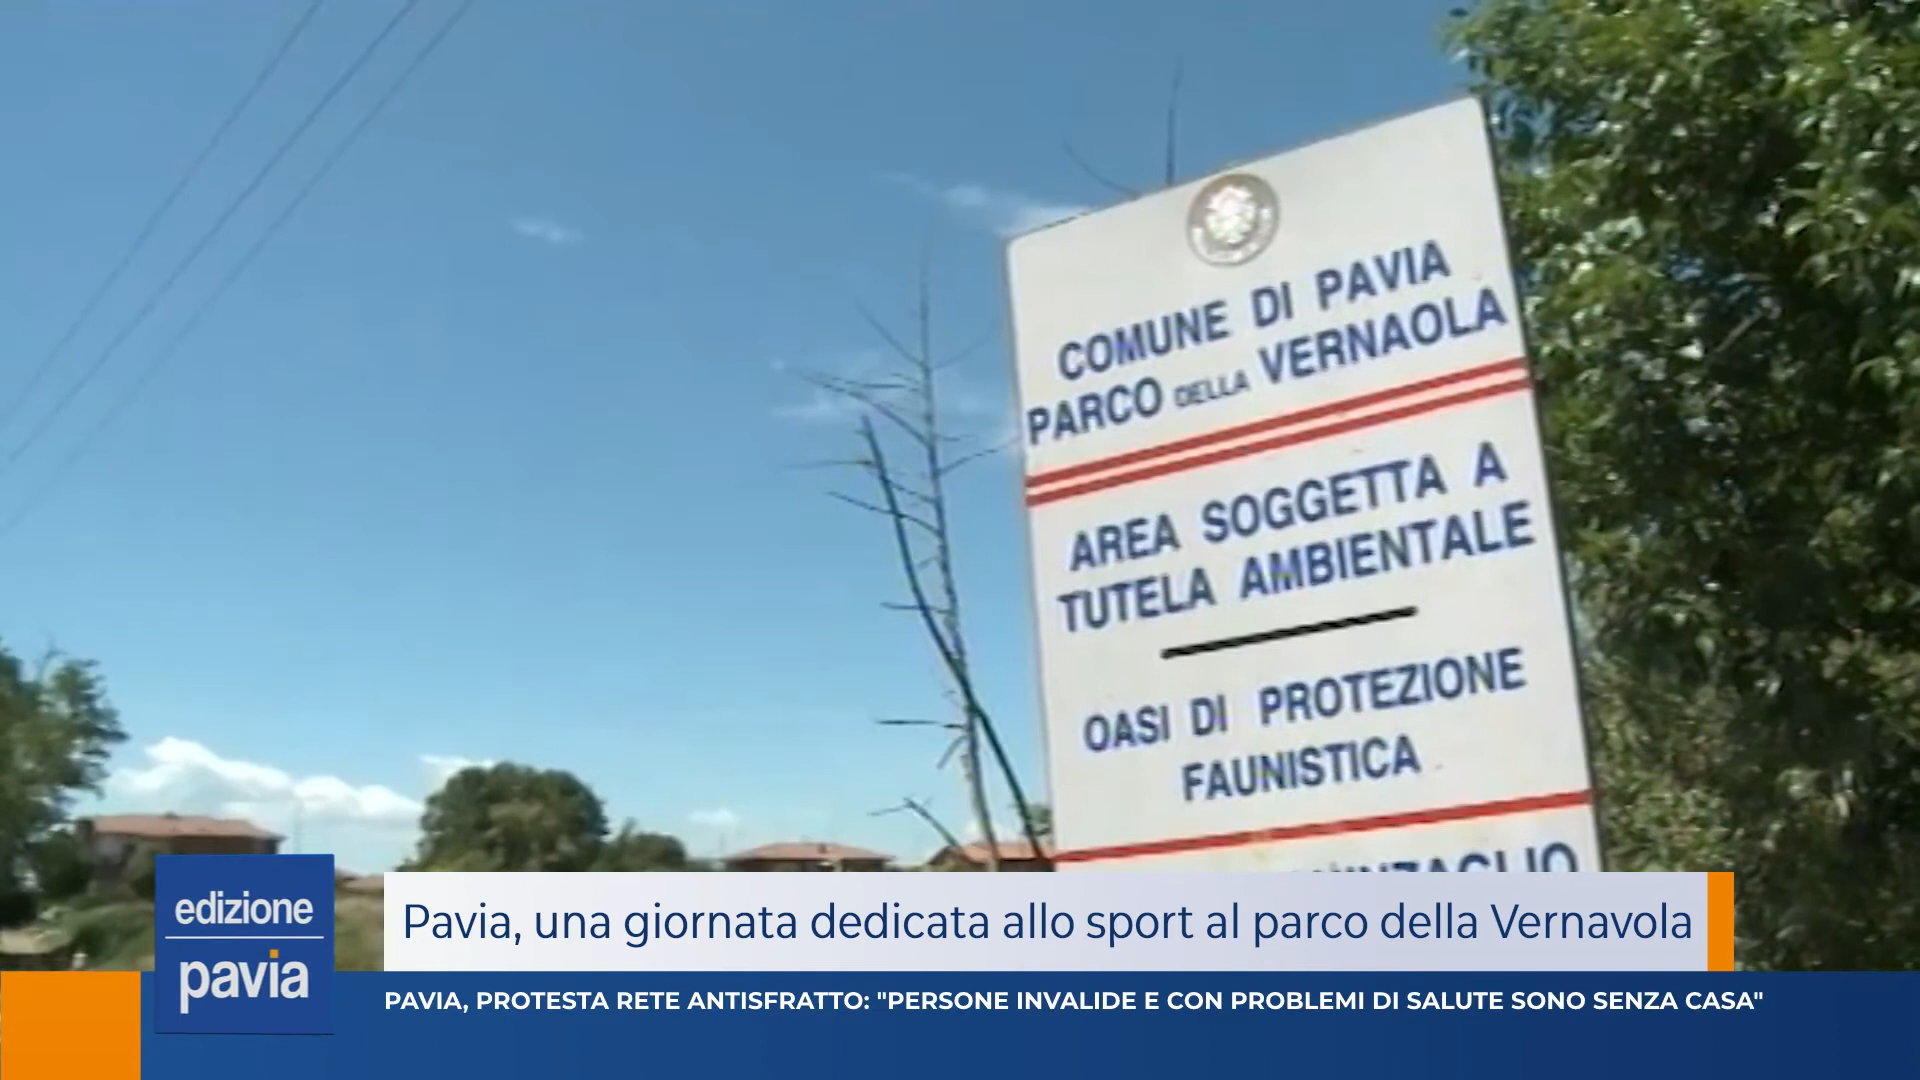 COMUNE DI PAVIA
PARCO DELLA VERNAOLA
AREA SOGGETTA A
TUTELA AMBIENTALE
OASI DI PROTEZIONE
FAUNISTICA
edizione
pavia
Pavia, una giornata dedicata allo sport al parco della Vernavola
PAVIA, PROTESTA RETE ANTISFRATTO: "PERSONE INVALIDE E CON PROBLEMI DI SALUTE SONO SENZA CASA"